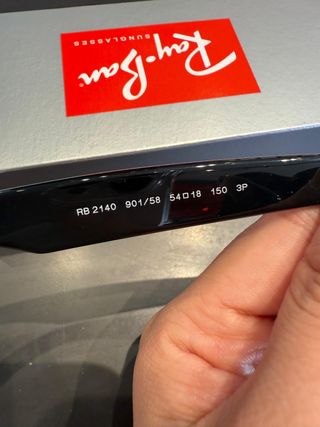 Ray-Ban
SUNGLASSES
RB 2140 901/58 54□18 150 3P